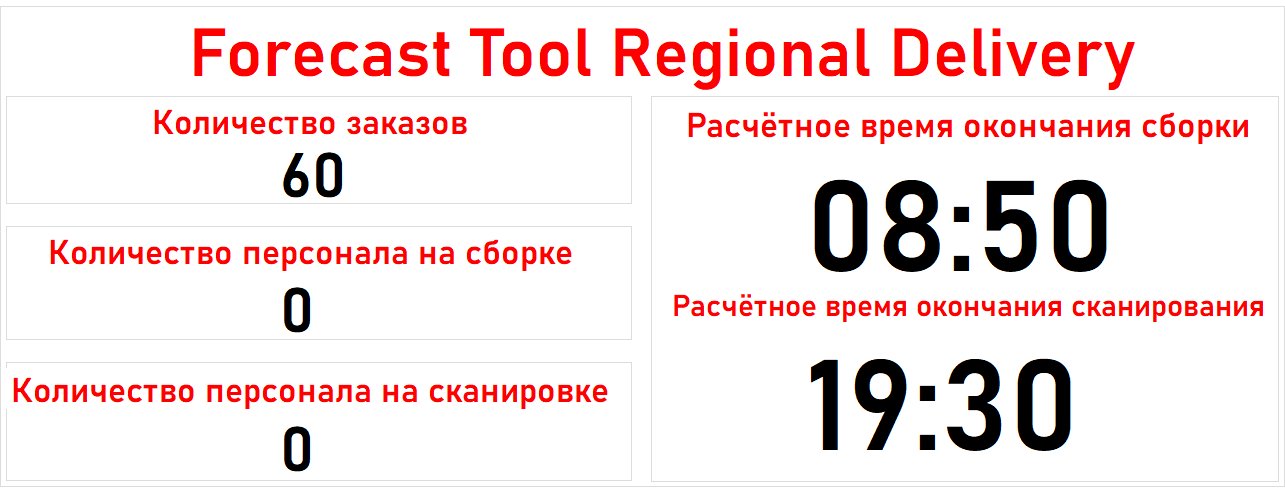 Forecast Tool Regional Delivery
Количество заказов
60
Количество персонала на сборке
0
Количество персонала на сканировке
0
Расчётное время окончания сборки
08:50
Расчётное время окончания сканирования
19:30